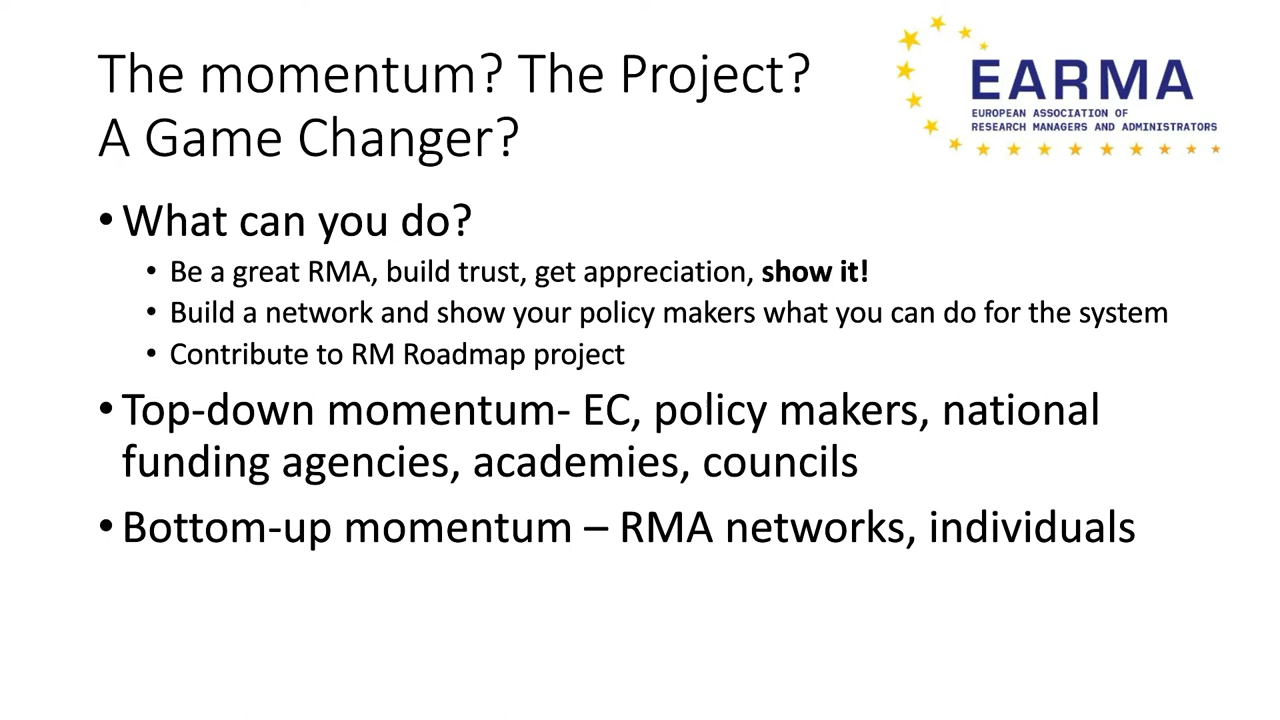 The momentum? The Project?
A Game Changer?
EARMA
EUROPEAN ASSOCIATION OF
RESEARCH MANAGERS AND ADMINISTRATORS
• What can you do?
• Be a great RMA, build trust, get appreciation, show it!
• Build a network and show your policy makers what you can do for the system
• Contribute to RM Roadmap project
• Top-down momentum- EC, policy makers, national
funding agencies, academies, councils
• Bottom-up momentum – RMA networks, individuals